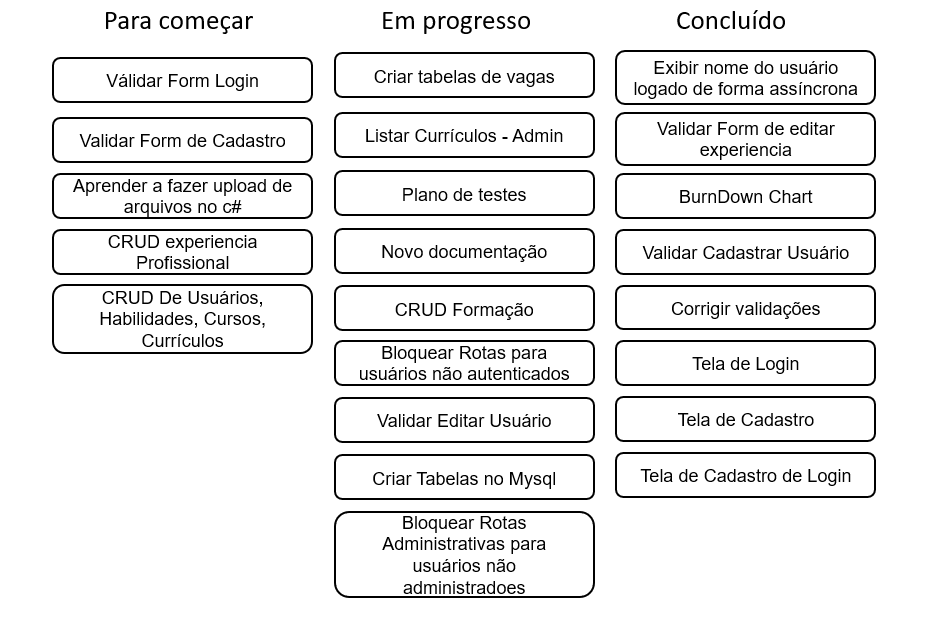 Para começar
Válidar Form Login
Validar Form de Cadastro
Aprender a fazer upload de
arquivos no c#
CRUD experiencia
Profissional
CRUD De Usuários,
Habilidades, Cursos,
Currículos
Em progresso
Criar tabelas de vagas
Listar Currículos - Admin
Plano de testes
Novo documentação
CRUD Formação
Bloquear Rotas para
usuários não autenticados
Validar Editar Usuário
Criar Tabelas no Mysql
Bloquear Rotas
Administrativas para
usuários não
administradoes
Concluído
Exibir nome do usuário
logado de forma assíncrona
Validar Form de editar
experiencia
BurnDown Chart
Validar Cadastrar Usuário
Corrigir validações
Tela de Login
Tela de Cadastro
Tela de Cadastro de Login